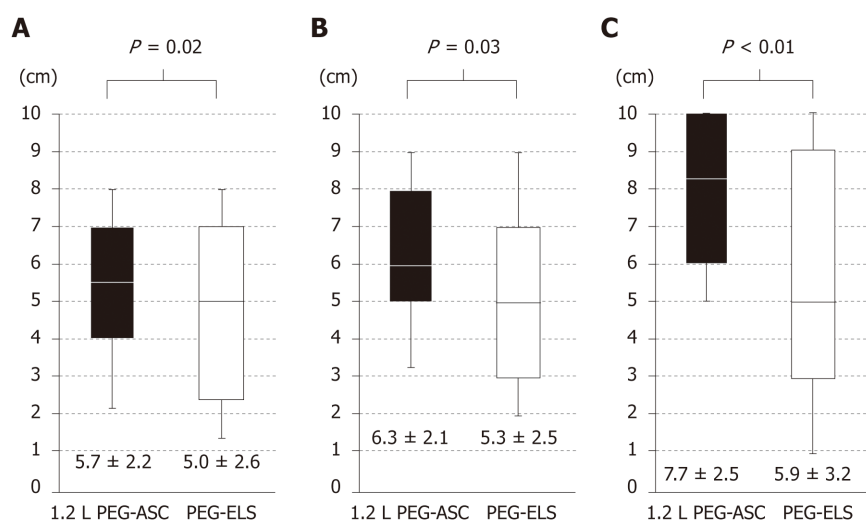 A
P = 0.02
(cm)
10
9
8
7
6
5
4
3
2
1
0
5.7 ± 2.2
5.0 ± 2.6
1.2 L PEG-ASC
PEG-ELS
B
P = 0.03
(cm)
10
9
8
7
6
5
4
3
2
1
0
6.3 ± 2.1
5.3 ± 2.5
1.2 L PEG-ASC
PEG-ELS
C
P < 0.01
(cm)
10
9
8
7
6
5
4
3
2
1
0
7.7 ± 2.5
5.9 ± 3.2
1.2 L PEG-ASC
PEG-ELS